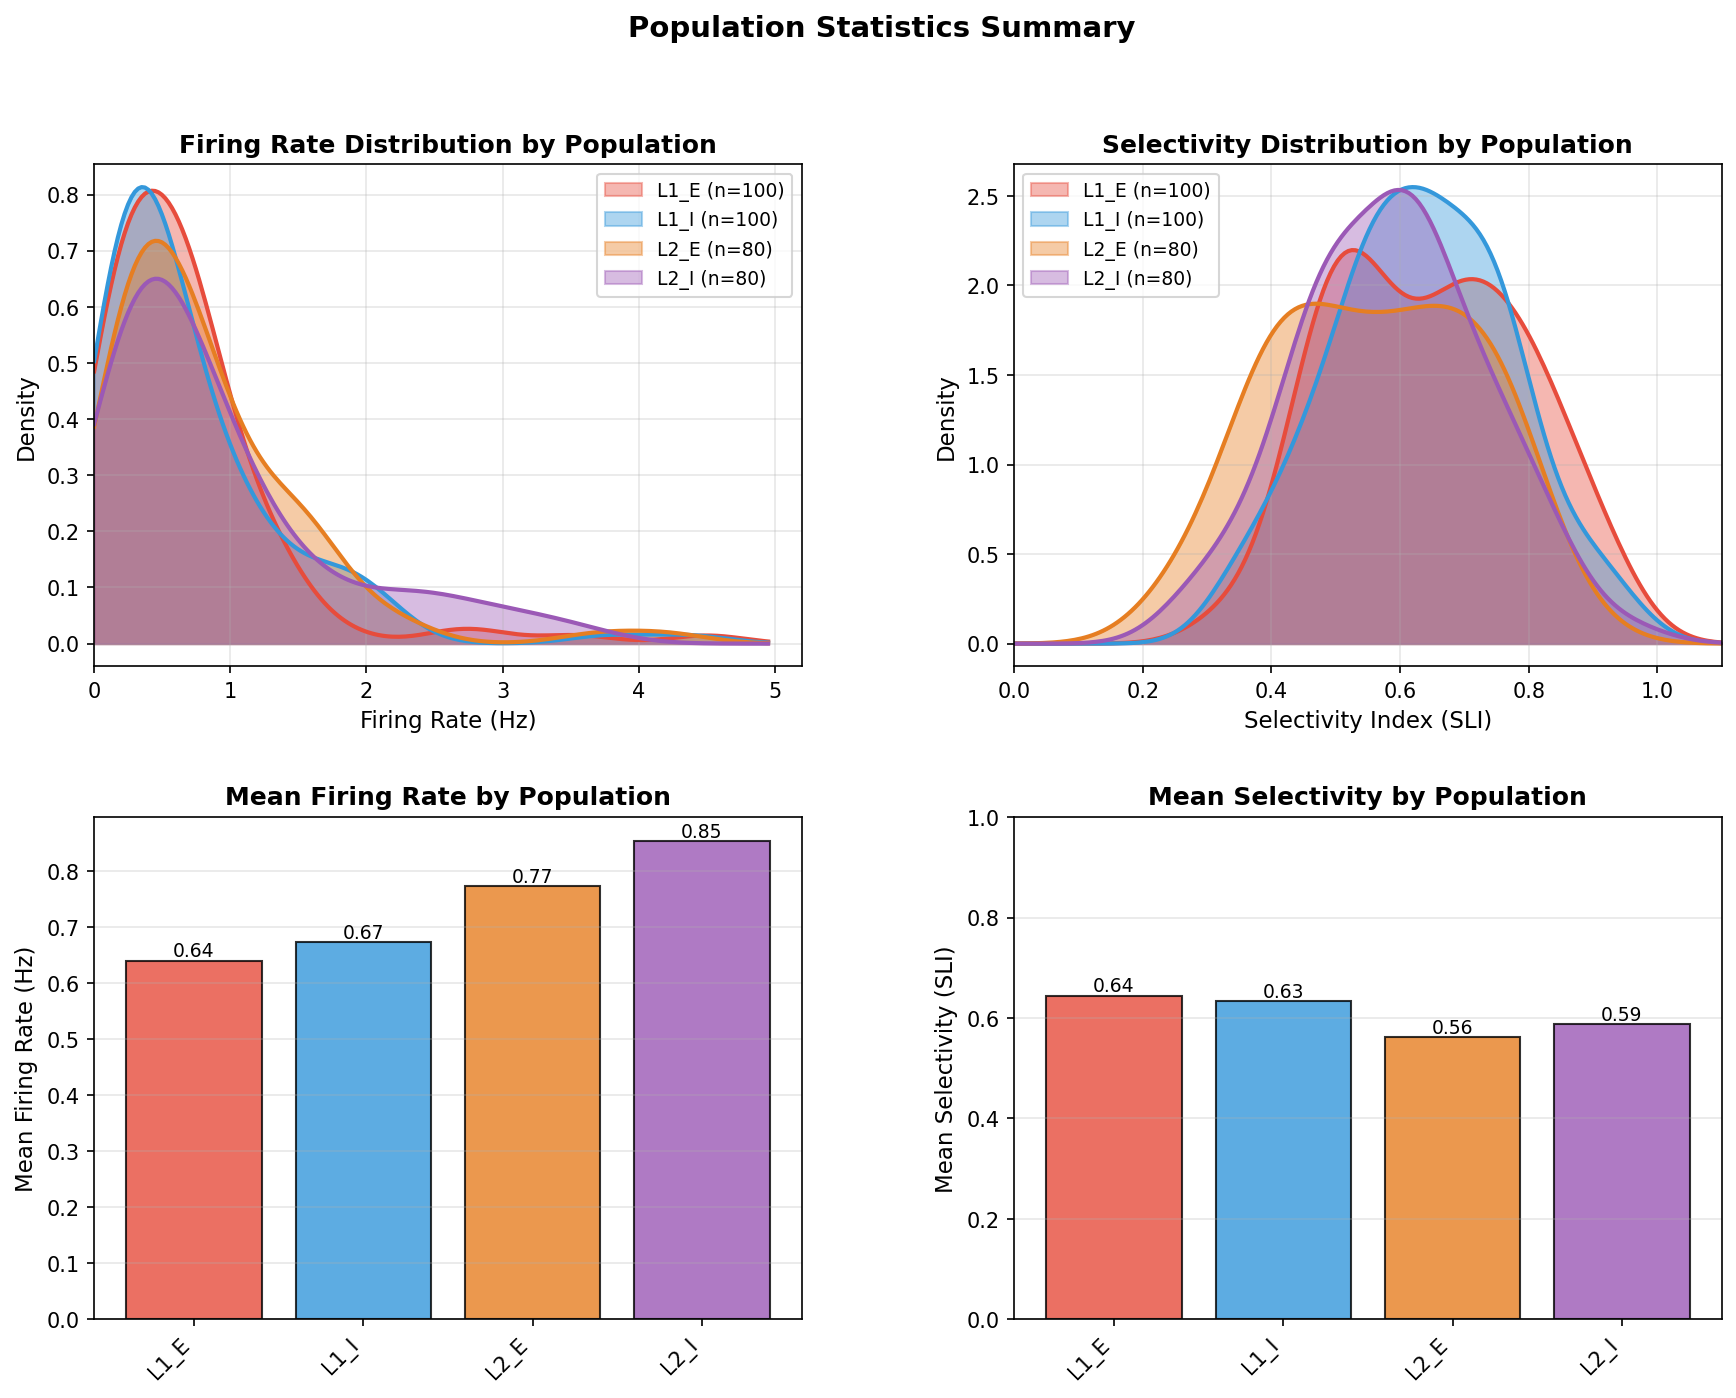 Population Statistics Summary
Firing Rate Distribution by Population
0.8
0.7
0.6
0.5
0.4
0.3
0.2
0.1
0.0
Density
L1_E (n=100)
L1_I (n=100)
L2_E (n=80)
L2_I (n=80)
0 1 2 3 4 5
Firing Rate (Hz)
Selectivity Distribution by Population
2.5
2.0
1.5
1.0
0.5
0.0
Density
L1_E (n=100)
L1_I (n=100)
L2_E (n=80)
L2_I (n=80)
0.0 0.2 0.4 0.6 0.8 1.0
Selectivity Index (SLI)
Mean Firing Rate by Population
0.8
0.7
0.6
0.5
0.4
0.3
0.2
0.1
0.0
Mean Firing Rate (Hz)
0.64
0.67
0.77
0.85
L1_E L1_I L2_E L2_I
Mean Selectivity by Population
1.0
0.8
0.6
0.4
0.2
0.0
Mean Selectivity (SLI)
0.64
0.63
0.56
0.59
L1_E L1_I L2_E L2_I